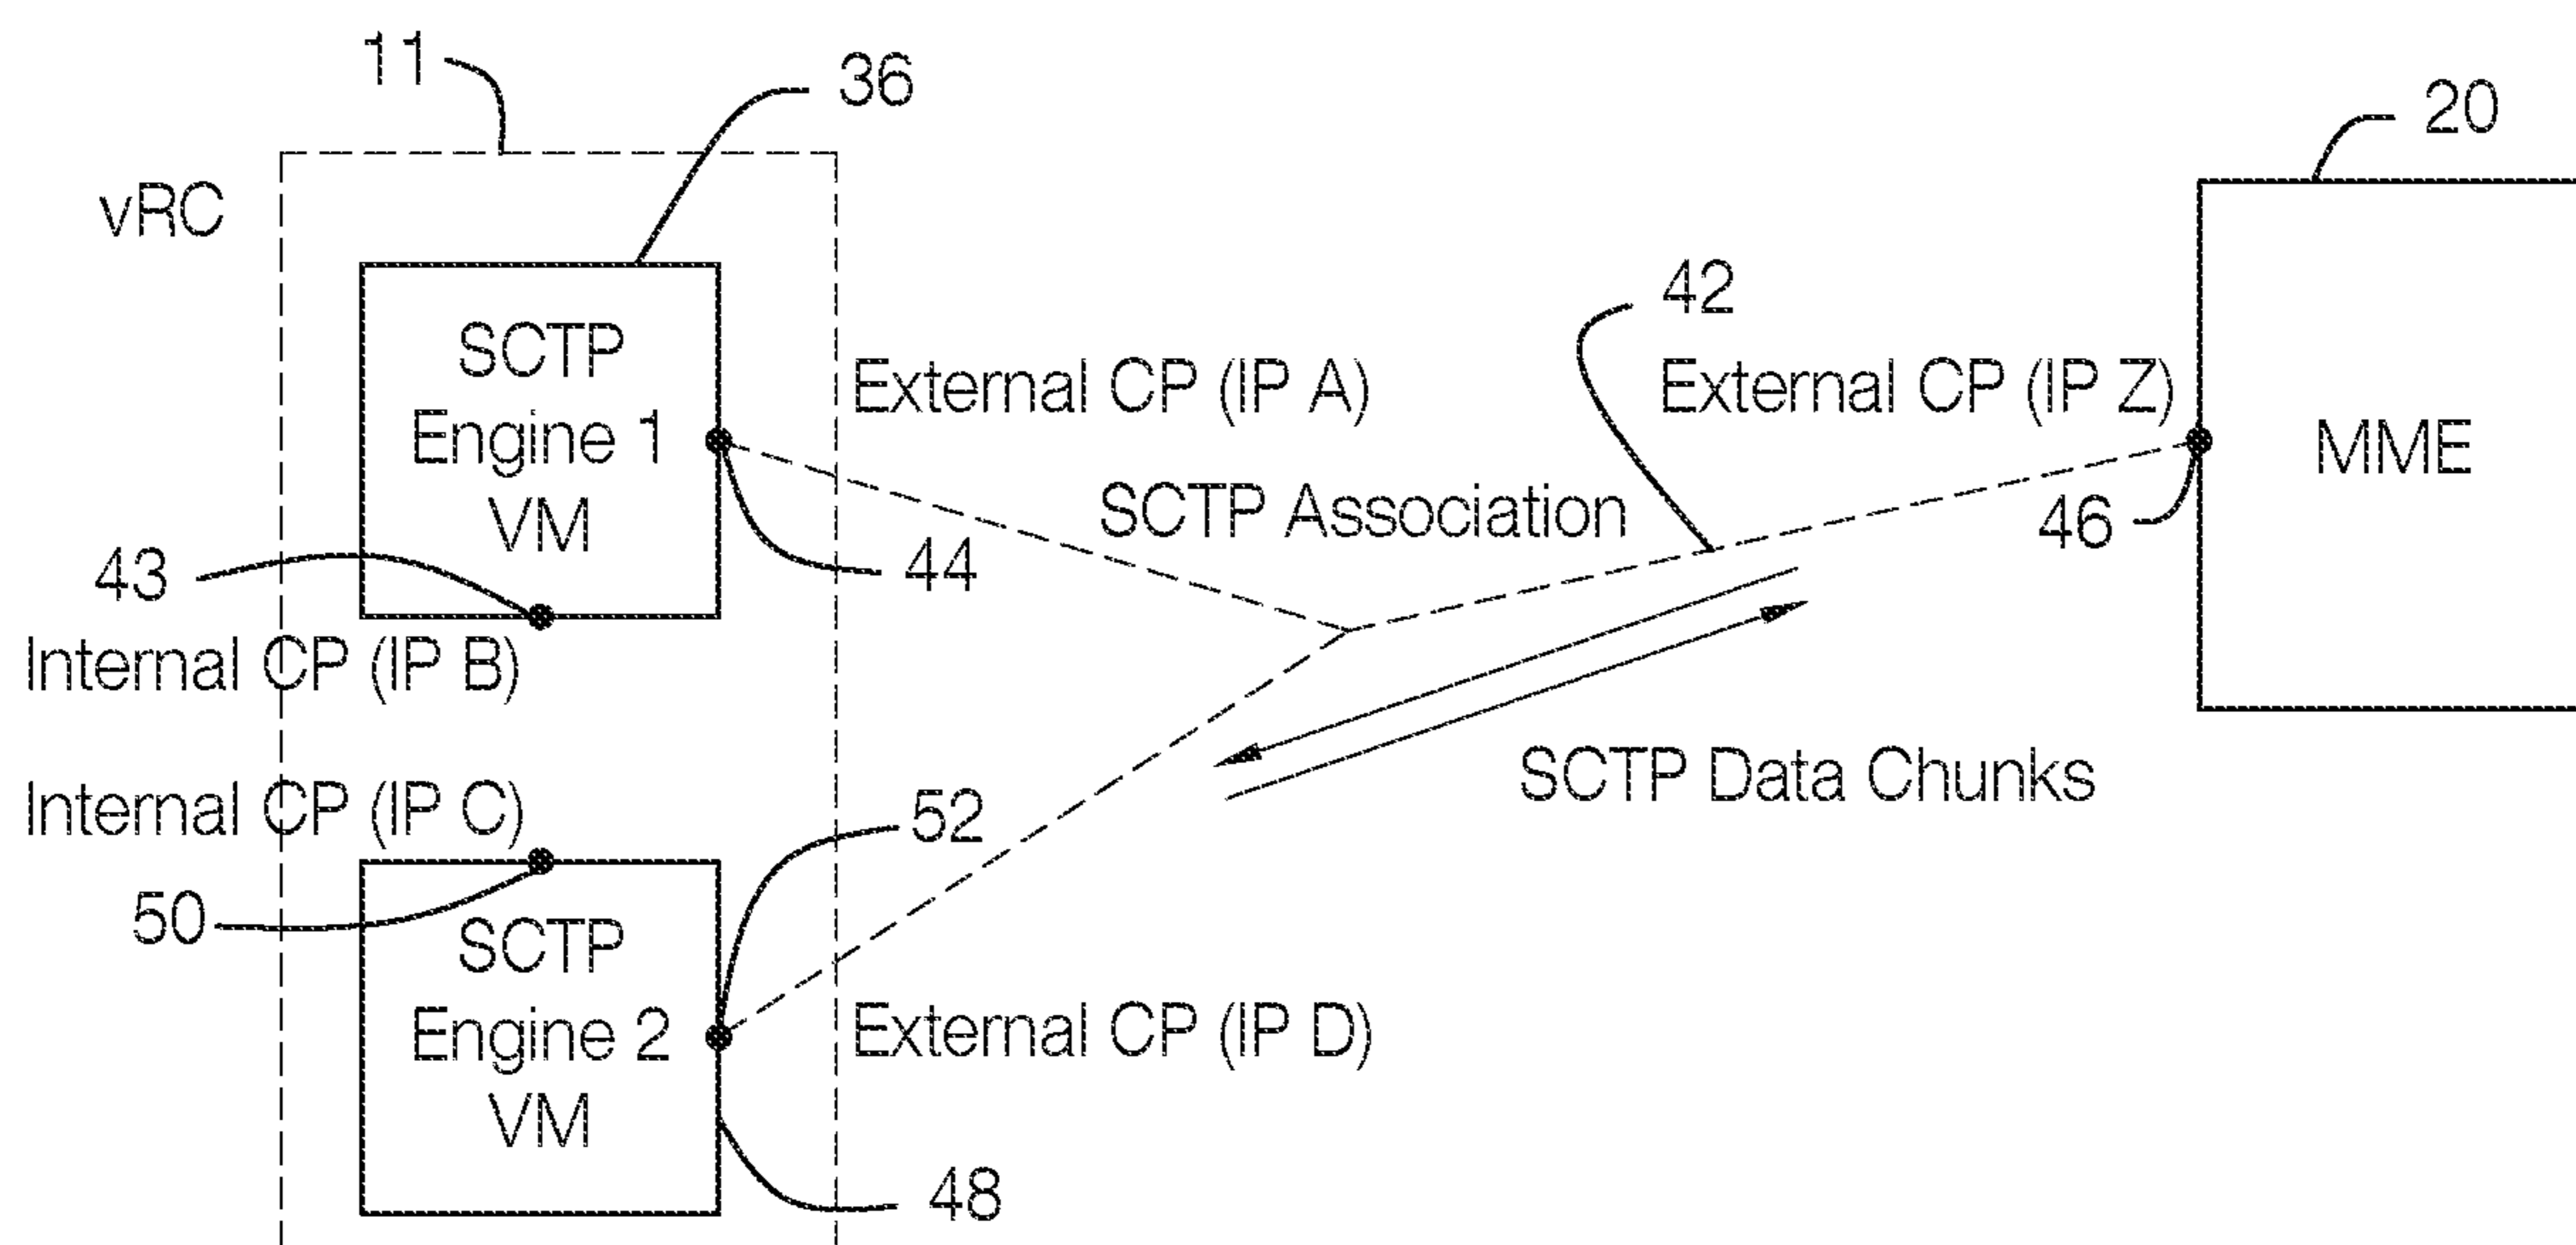 11
36
20
vRC
42
SCTP
Engine 1
VM
External CP (IP A)
External CP (IP Z)
MME
SCTP Association
46
43
44
Internal CP (IP B)
SCTP Data Chunks
Internal CP (IP C)
52
50
SCTP
Engine 2
VM
External CP (IP D)
48